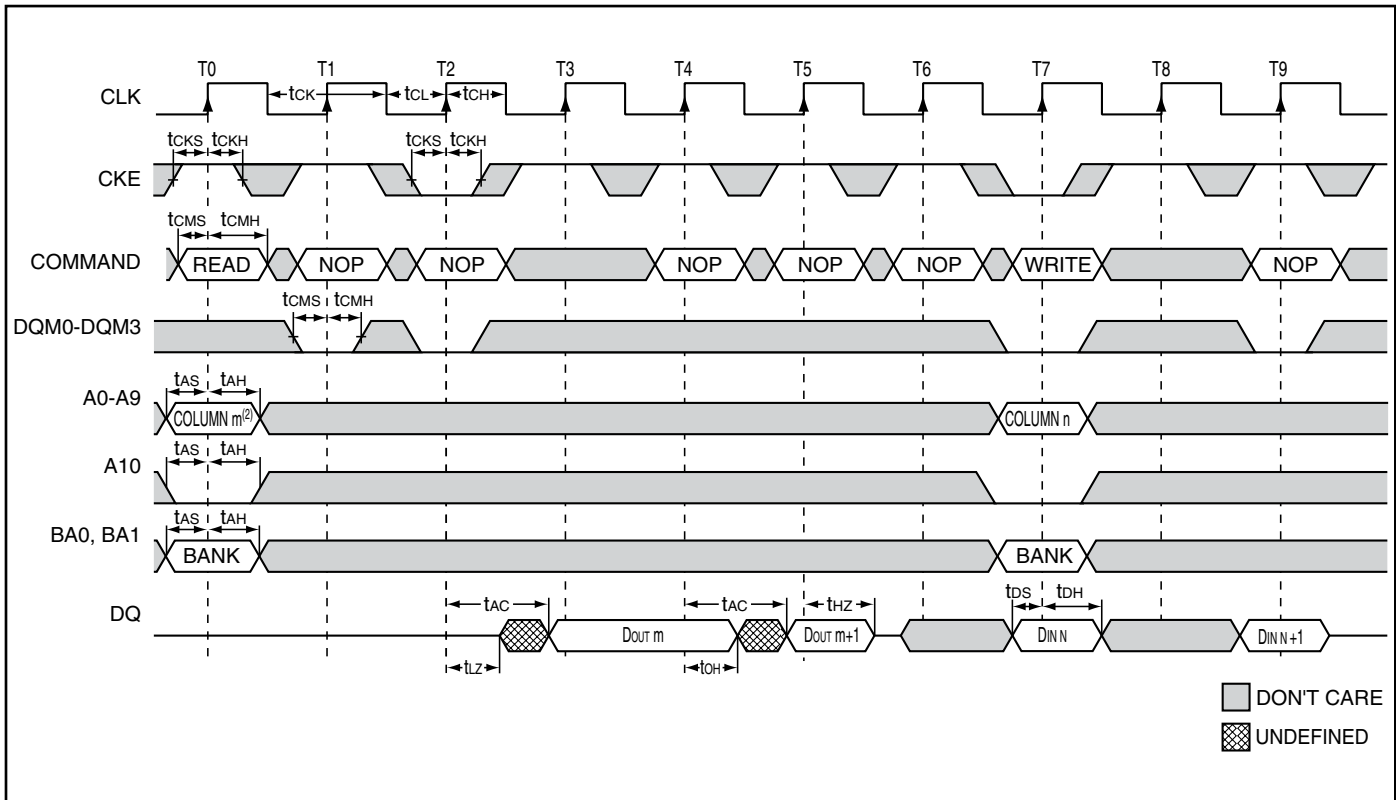 T0 T1 T2 T3 T4 T5 T6 T7 T8 T9
CLK tCK tCL tCH
tCKS tCKH tCKS tCKH
CKE
tCMS tCMH
COMMAND READ NOP NOP NOP NOP NOP WRITE NOP
tCMS tCMH
DQM0-DQM3
tAS tAH
A0-A9 COLUMN m(2) COLUMN n
tAS tAH
A10
tAS tAH
BA0, BA1 BANK BANK
tAC tAC tHZ tDS tDH
DQ DOUT m DOUT m+1 DIN N DIN N+1
tLZ tOH
DON'T CARE
UNDEFINED